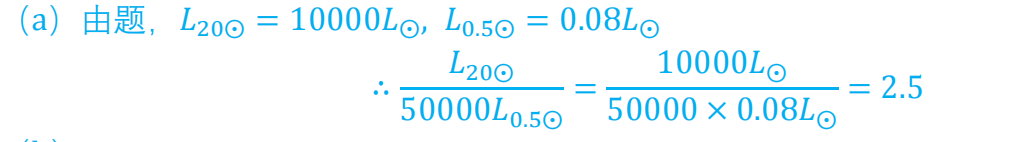 (a) 由题，L₂₀⊙ = 10000L⊙, L₀.₅⊙ = 0.08L⊙
∴ L₂₀⊙ / 50000L₀.₅⊙ = 10000L⊙ / 50000 × 0.08L⊙ = 2.5